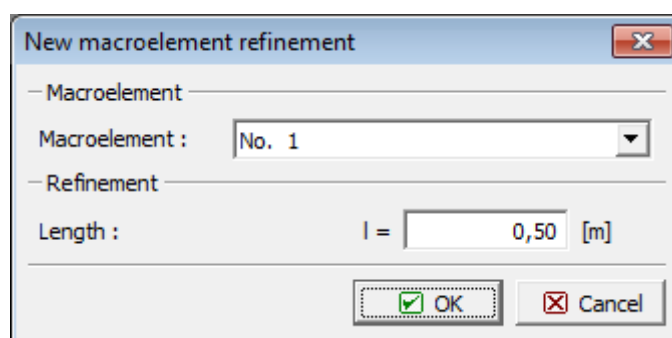 New macroelement refinement
Macroelement
Macroelement : No. 1
Refinement
Length : l = 0,50 [m]
OK Cancel